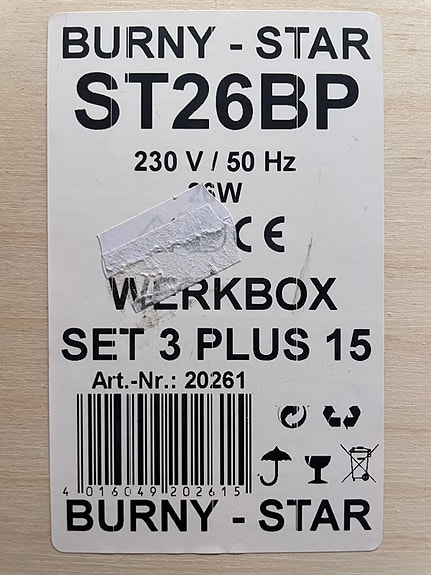 BURNY - STAR
ST26BP
230 V / 50 Hz
26W
CE
WERKBOX
SET 3 PLUS 15
Art.-Nr.: 20261
4 016049 202615
BURNY - STAR